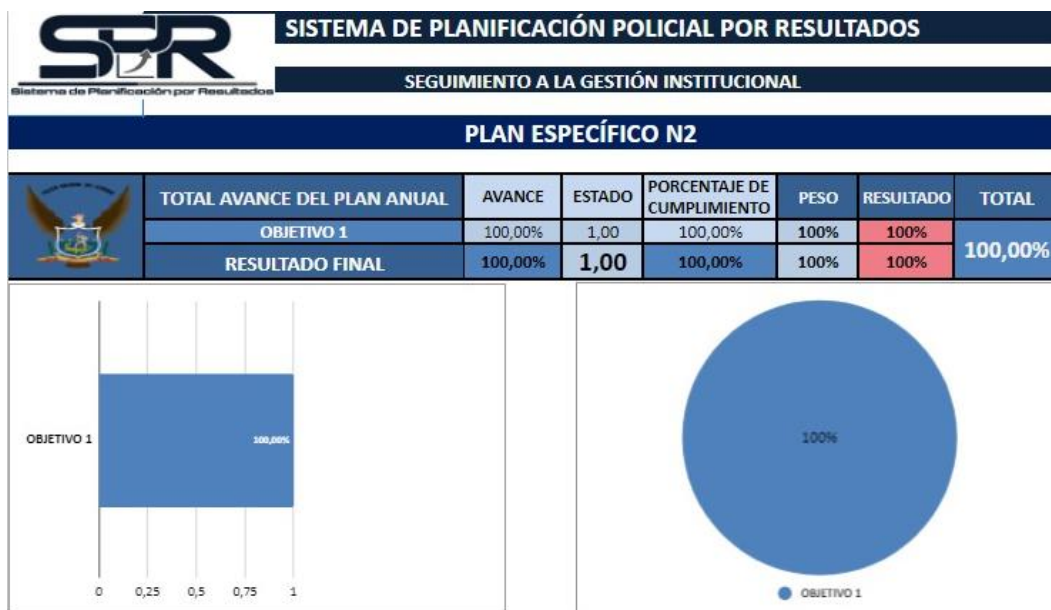 SISTEMA DE PLANIFICACIÓN POLICIAL POR RESULTADOS
SPR
Sistema de Planificación por Resultados
SEGUIMIENTO A LA GESTIÓN INSTITUCIONAL
PLAN ESPECÍFICO N2
TOTAL AVANCE DEL PLAN ANUAL AVANCE ESTADO PORCENTAJE DE CUMPLIMIENTO PESO RESULTADO TOTAL
OBJETIVO 1 100,00% 1,00 100,00% 100% 100%
100,00%
RESULTADO FINAL 100,00% 1,00 100,00% 100% 100%
OBJETIVO 1 100,00%
0 0,25 0,5 0,75 1
100%
OBJETIVO 1